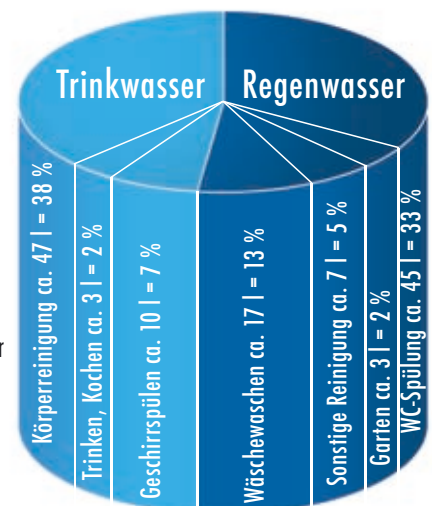 Trinkwasser
Regenwasser
Körperreinigung ca. 47 l = 38 %
Trinken, Kochen ca. 3 l = 2 %
Geschirrspülen ca. 10 l = 7 %
Wäschewaschen ca. 17 l = 13 %
Sonstige Reinigung ca. 7 l = 5 %
Garten ca. 3 l = 2 %
WC-Spülung ca. 45 l = 33 %
r